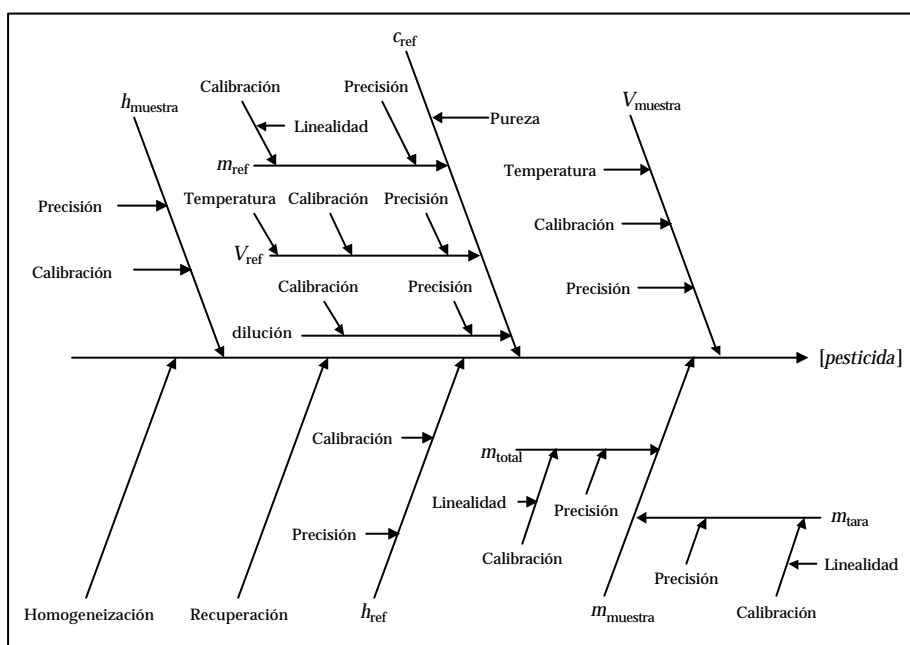 c_ref
Calibración
Precisión
h_muestra
V_muestra
Linealidad
Pureza
m_ref
Temperatura
Temperatura
Calibración
Precisión
Precisión
Calibración
V_ref
Calibración
Calibración
Precisión
Precisión
dilución
[pesticida]
Calibración
m_total
Linealidad
Precisión
m_tara
Precisión
Calibración
Linealidad
Precisión
Homogeneización
Recuperación
h_ref
m_muestra
Calibración